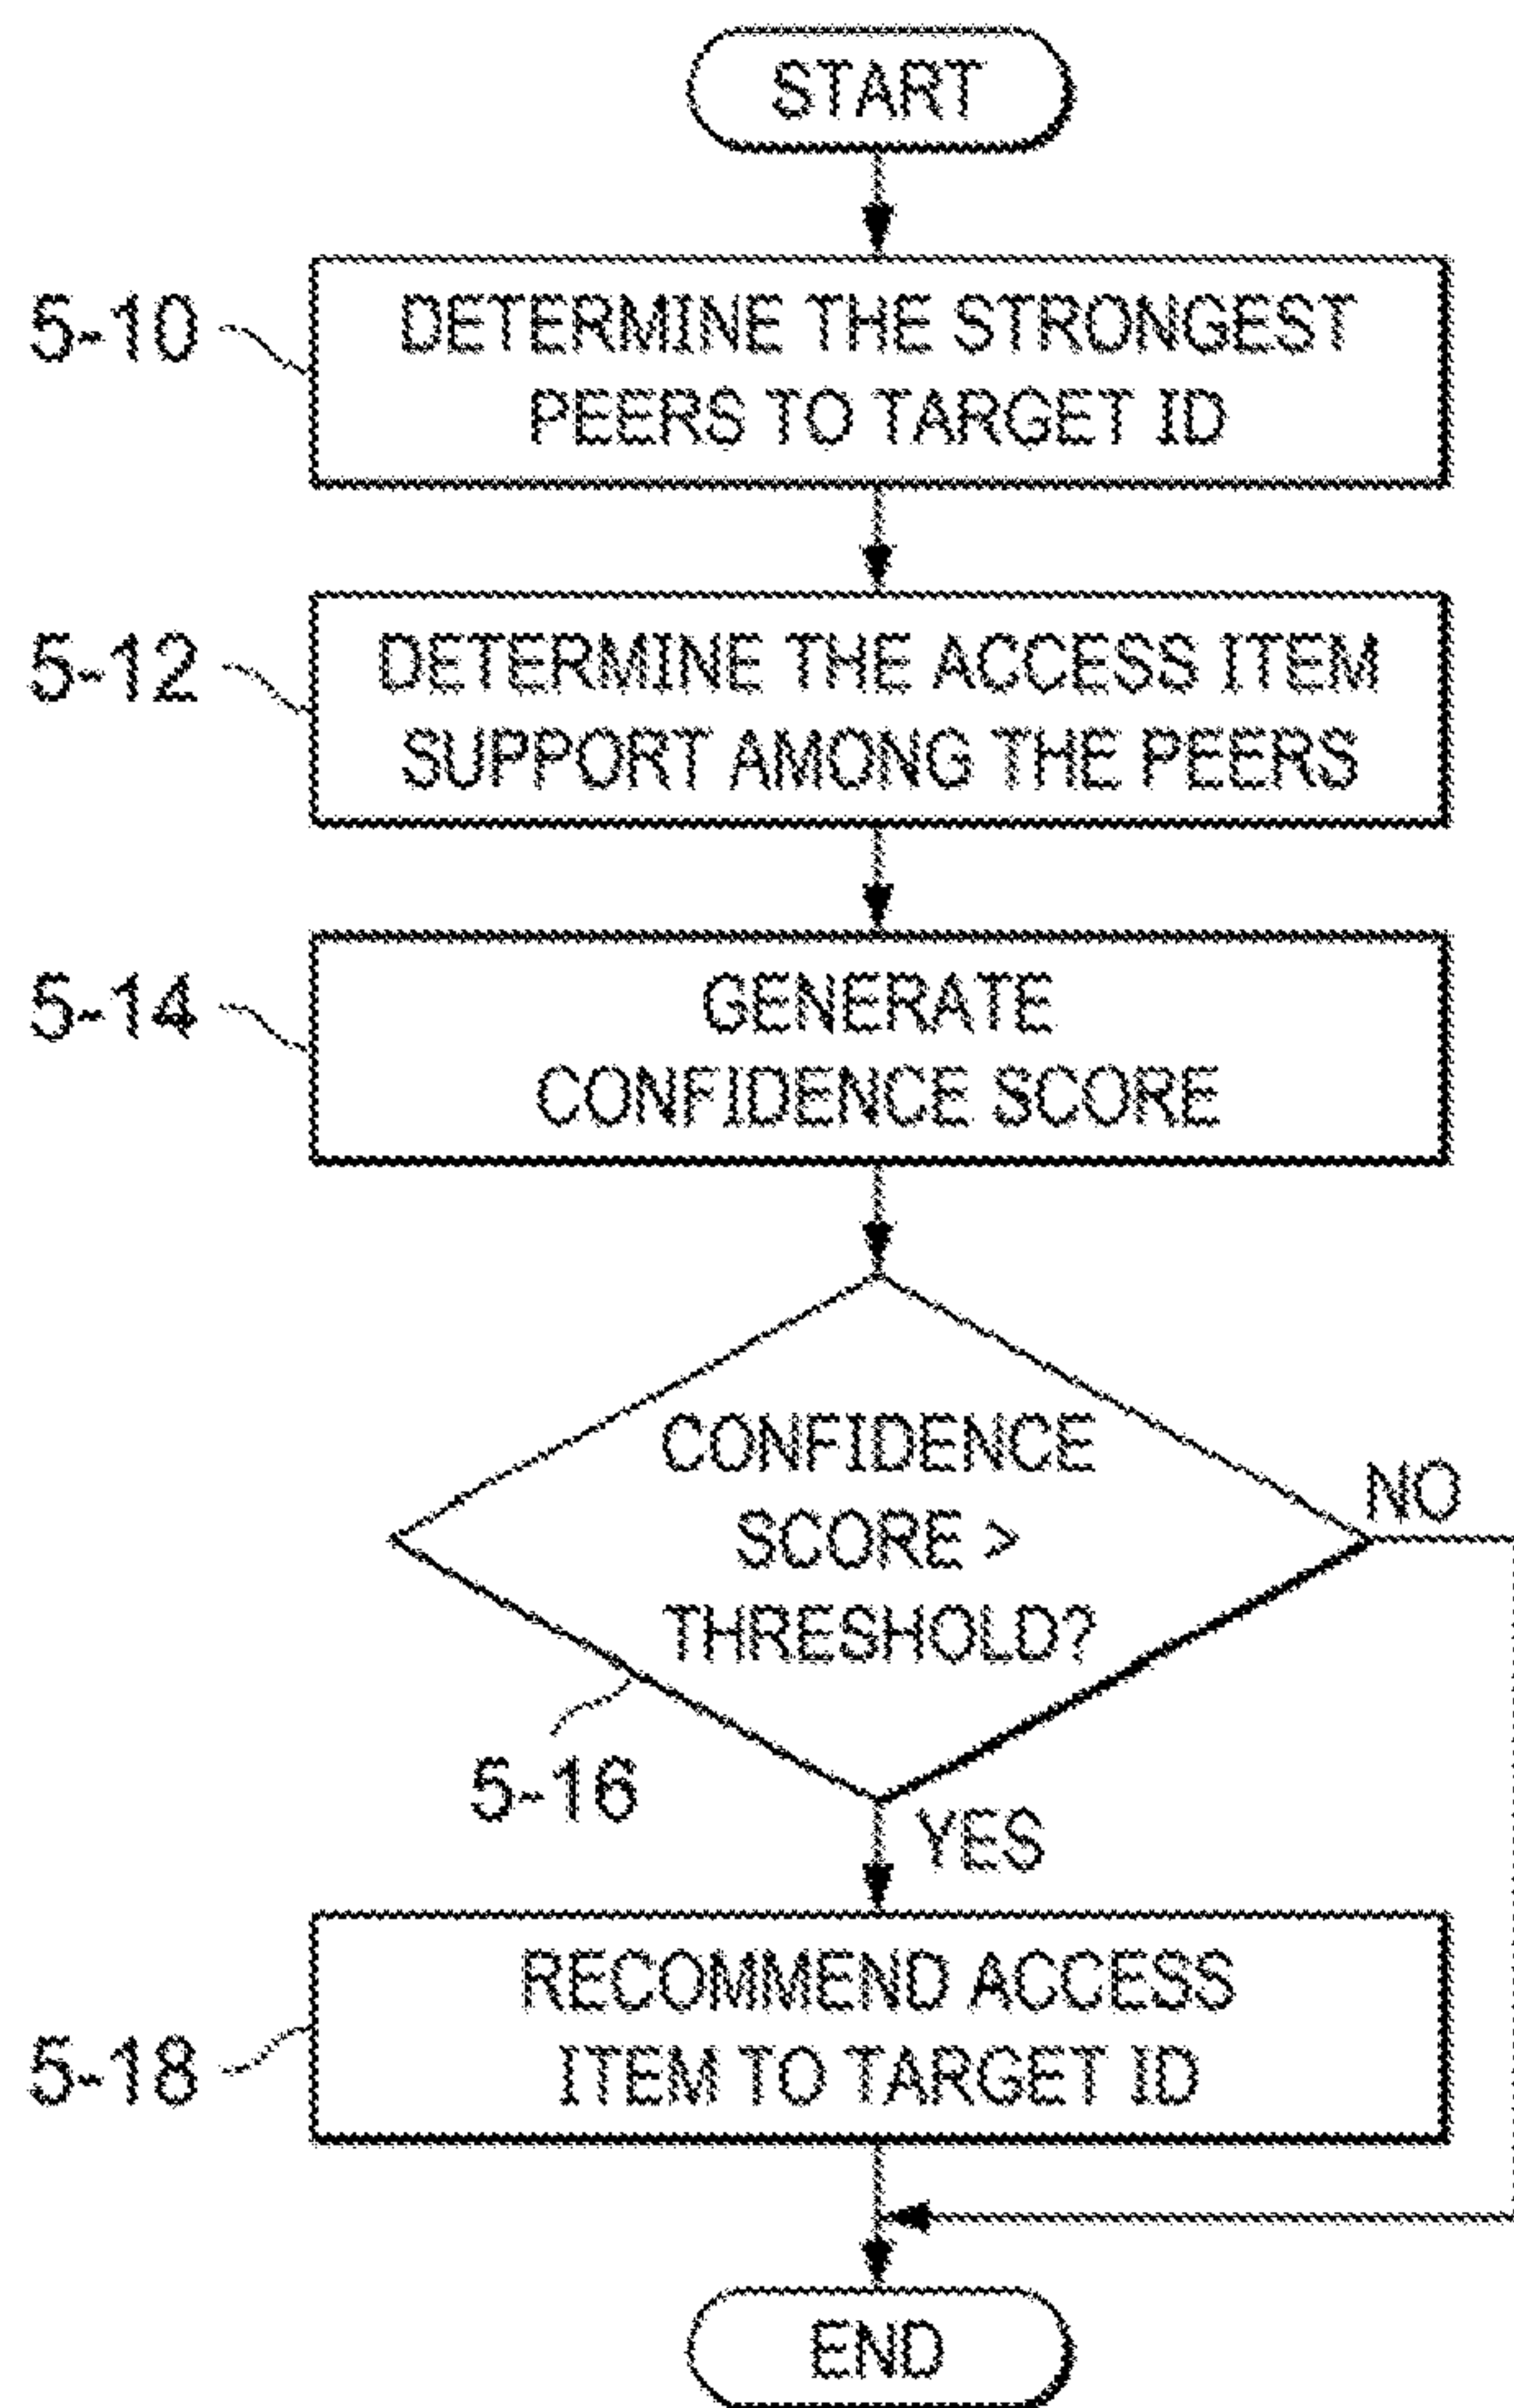 START
5-10
DETERMINE THE STRONGEST
PEERS TO TARGET ID
5-12
DETERMINE THE ACCESS ITEM
SUPPORT AMONG THE PEERS
5-14
GENERATE
CONFIDENCE SCORE
CONFIDENCE
SCORE >
THRESHOLD?
NO
5-16
YES
5-18
RECOMMEND ACCESS
ITEM TO TARGET ID
END